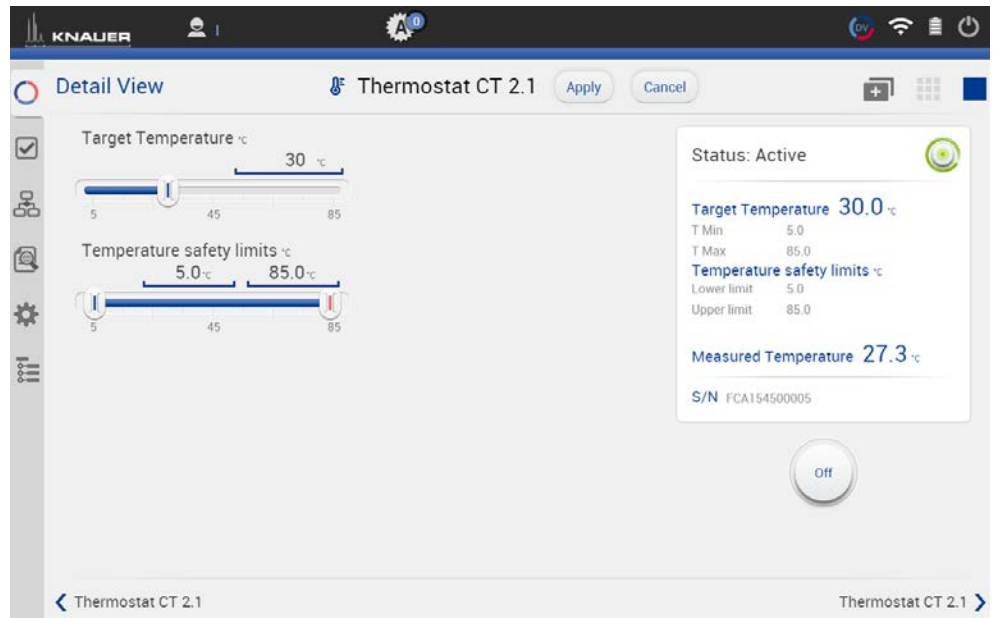 KNAUER
A 0
DV
Detail View
Thermostat CT 2.1
Apply
Cancel
Target Temperature °C
30 °C
5 45 85
Temperature safety limits °C
5.0 °C 85.0 °C
5 45 85
Status: Active
Target Temperature 30.0 °C
T Min 5.0
T Max 85.0
Temperature safety limits °C
Lower limit 5.0
Upper limit 85.0
Measured Temperature 27.3 °C
S/N FCA154500005
Off
Thermostat CT 2.1
Thermostat CT 2.1